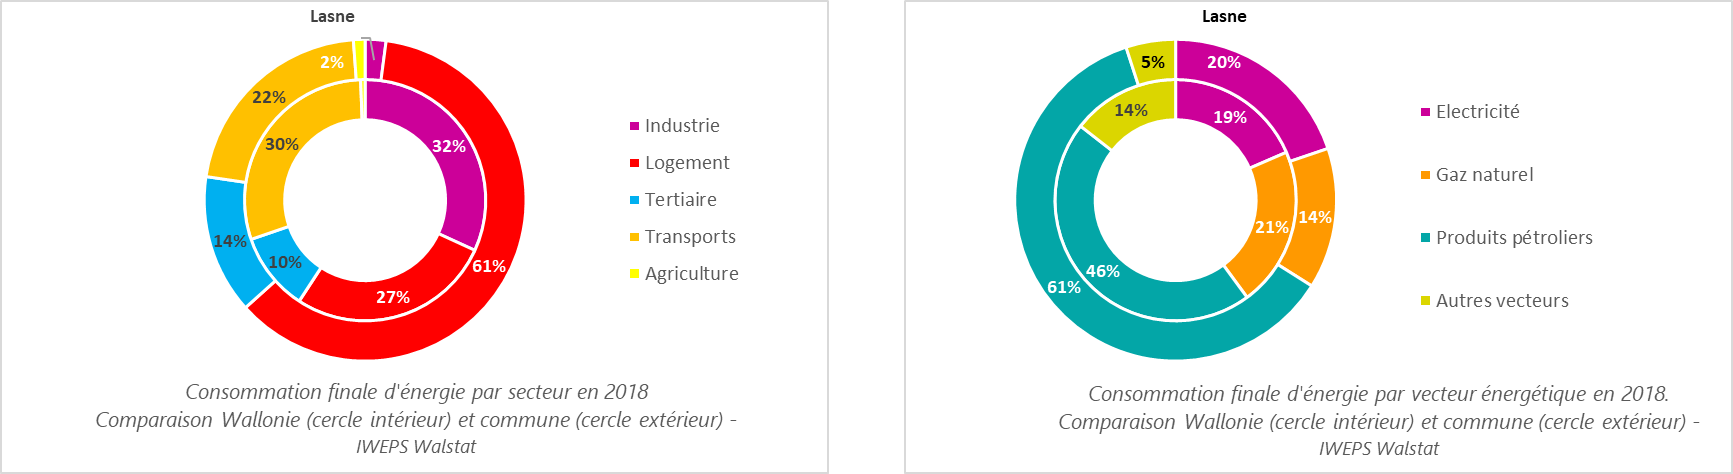 Lasne
2%
22%
30%
32%
14%
10%
27%
61%
Industrie
Logement
Tertiaire
Transports
Agriculture
Consommation finale d'énergie par secteur en 2018
Comparaison Wallonie (cercle intérieur) et commune (cercle extérieur) -
IWEPS Walstat
Lasne
5%
20%
14%
19%
21%
14%
46%
61%
Electricité
Gaz naturel
Produits pétroliers
Autres vecteurs
Consommation finale d'énergie par vecteur énergétique en 2018.
Comparaison Wallonie (cercle intérieur) et commune (cercle extérieur) -
IWEPS Walstat